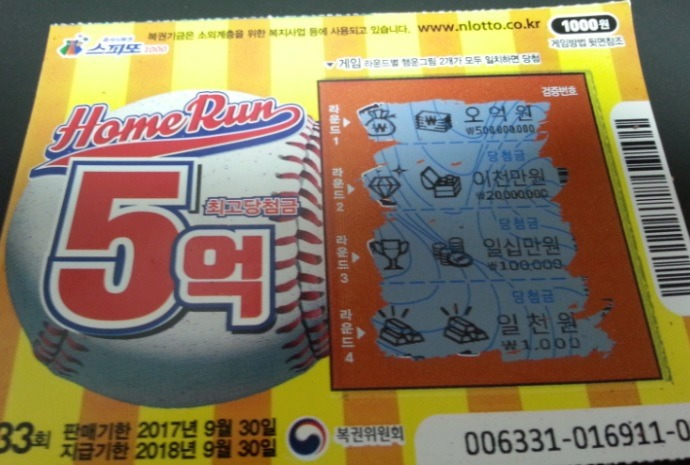 즉석식복권
스피또1000
복권기금은 소외계층을 위한 복지사업 등에 사용되고 있습니다. www.nlotto.co.kr
1000원
게임방법 뒷면참조
▼ 게임 라운드별 행운그림 2개가 모두 일치하면 당첨
검증번호
Home Run
최고당첨금
5억
라운드 1
오억원
₩500,000,000
당첨금
라운드 2
이천만원
₩20,000,000
당첨금
라운드 3
일십만원
₩100,000
당첨금
라운드 4
일천원
₩1,000
33회 판매기한 2017년 9월 30일
지급기한 2018년 9월 30일
복권위원회
006331-016911-0